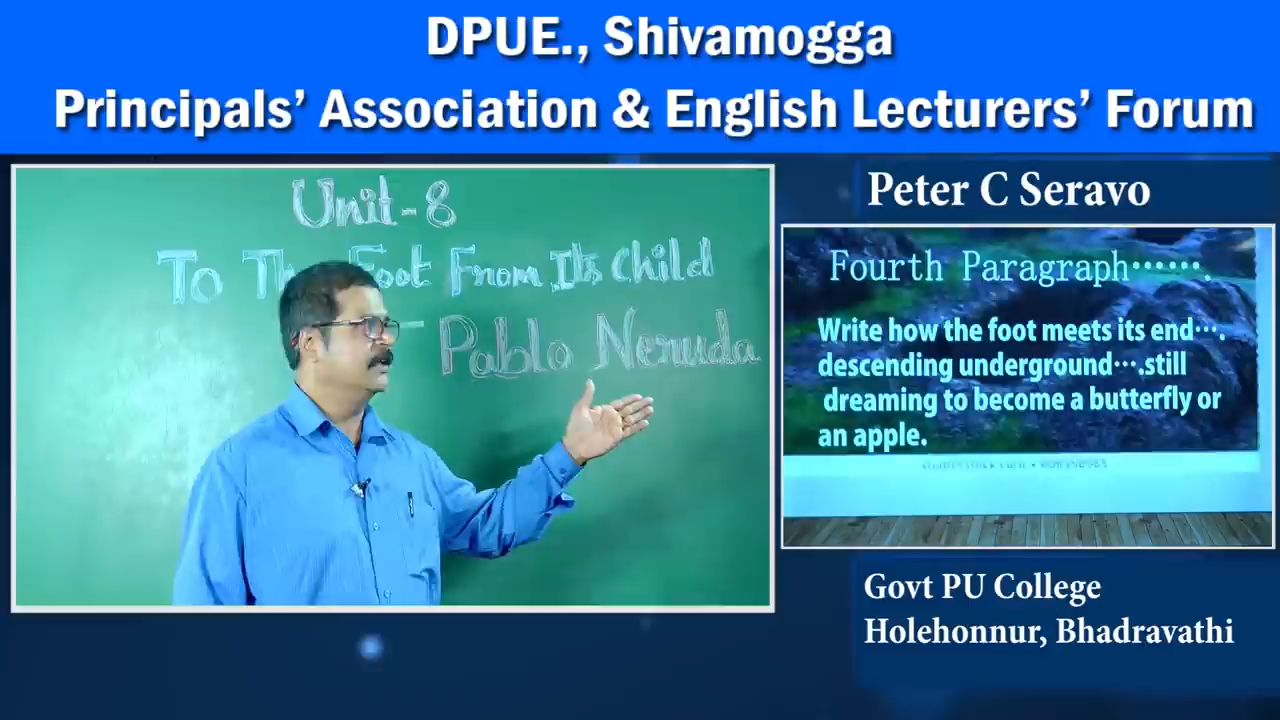 DPUE., Shivamogga
Principals' Association & English Lecturers' Forum
Unit-8
To The Foot From Its Child
– Pablo Neruda
Peter C Seravo
Fourth Paragraph…….
Write how the foot meets its end….
descending underground….still
dreaming to become a butterfly or
an apple.
Govt PU College
Holehonnur, Bhadravathi